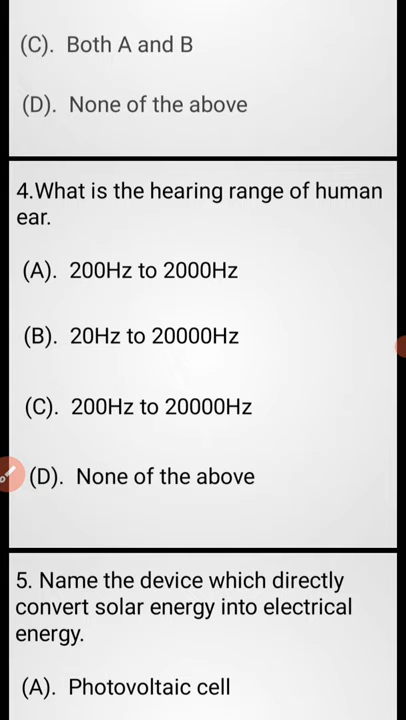 (C). Both A and B
(D). None of the above
4.What is the hearing range of human
ear.
(A). 200Hz to 2000Hz
(B). 20Hz to 20000Hz
(C). 200Hz to 20000Hz
(D). None of the above
5. Name the device which directly
convert solar energy into electrical
energy.
(A). Photovoltaic cell